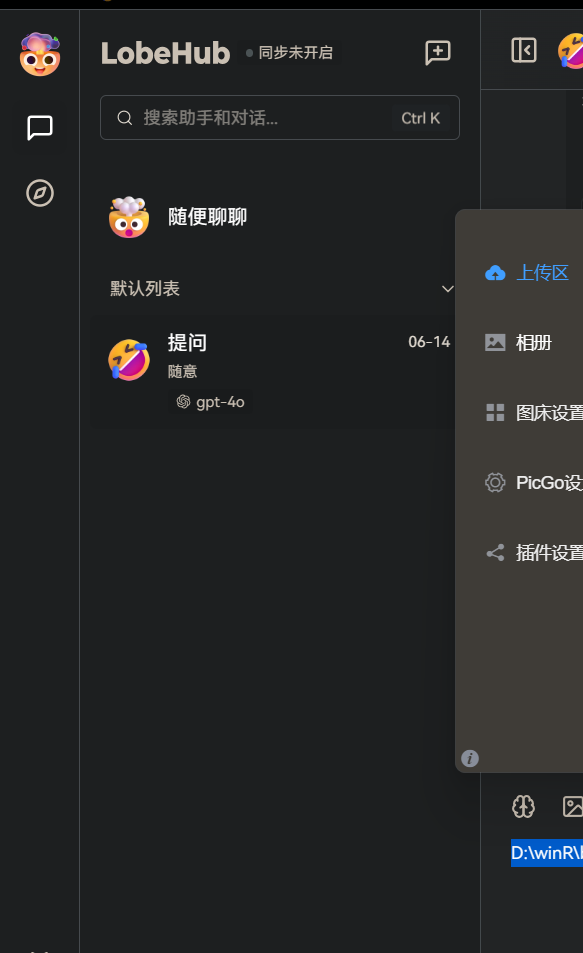 LobeHub
同步未开启
搜索助手和对话...
Ctrl K
随便聊聊
默认列表
提问
06-14
随意
gpt-4o
上传区
相册
图床设置
PicGo设
插件设置
D:\winR\